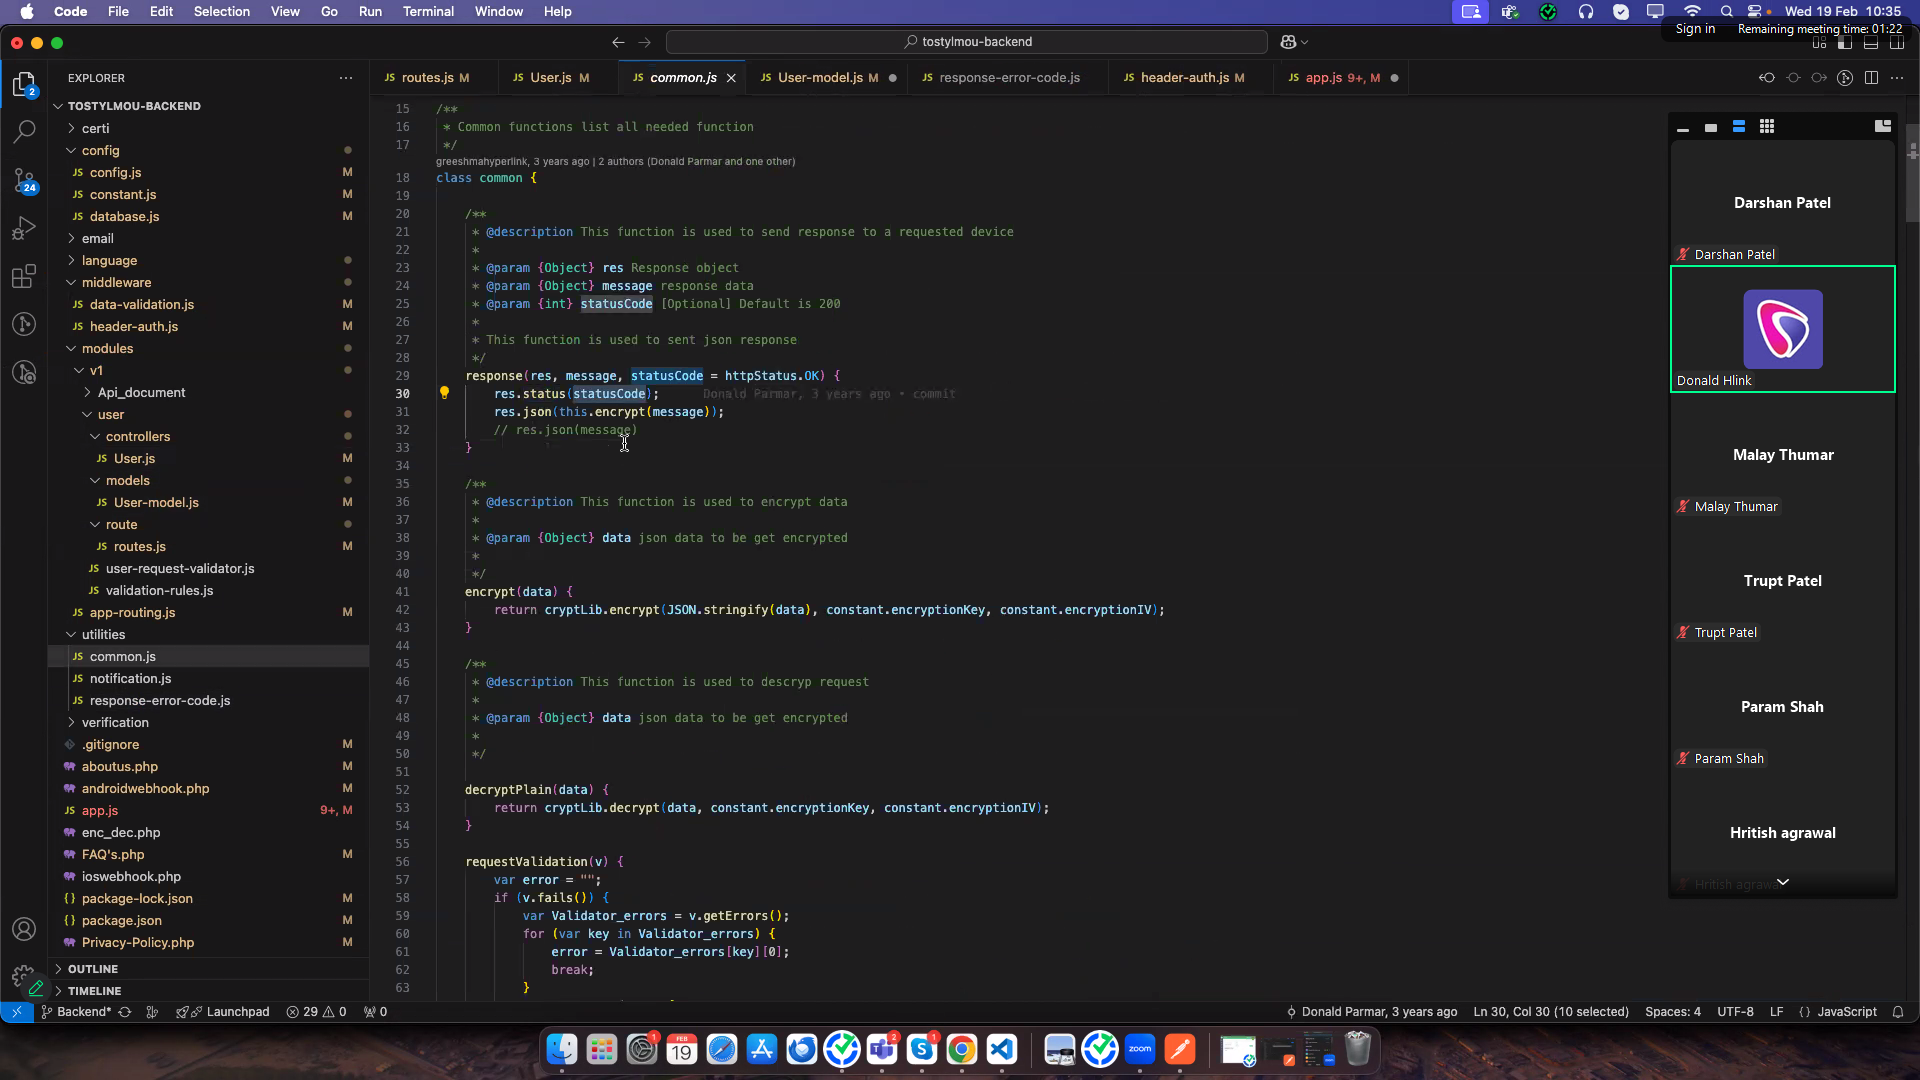 Code File Edit Selection View Go Run Terminal Window Help
Wed 19 Feb 10:35
Sign in Remaining meeting time: 01:22
tostylmou-backend
EXPLORER
routes.js M
User.js M
common.js
User-model.js M
response-error-code.js
header-auth.js M
app.js 9+, M
2
24
TOSTYLMOU-BACKEND
certi
config
config.js M
constant.js M
database.js M
email
language
middleware
data-validation.js M
header-auth.js M
modules
v1
Api_document
user
controllers
User.js M
models
User-model.js M
route
routes.js M
user-request-validator.js
validation-rules.js
app-routing.js M
utilities
common.js
notification.js
response-error-code.js
verification
.gitignore M
aboutus.php M
androidwebhook.php M
app.js 9+, M
enc_dec.php
FAQ's.php M
ioswebhook.php
package-lock.json M
package.json M
Privacy-Policy.php M
OUTLINE
TIMELINE
15 /**
16 * Common functions list all needed function
17 */
greeshmahyperlink, 3 years ago | 2 authors (Donald Parmar and one other)
18 class common {
19
20 /**
21 * @description This function is used to send response to a requested device
22 *
23 * @param {Object} res Response object
24 * @param {Object} message response data
25 * @param {int} statusCode [Optional] Default is 200
26 *
27 * This function is used to sent json response
28 */
29 response(res, message, statusCode = httpStatus.OK) {
30 res.status(statusCode); Donald Parmar, 3 years ago • commit
31 res.json(this.encrypt(message));
32 // res.json(message)
33 }
34
35 /**
36 * @description This function is used to encrypt data
37 *
38 * @param {Object} data json data to be get encrypted
39 *
40 */
41 encrypt(data) {
42 return cryptLib.encrypt(JSON.stringify(data), constant.encryptionKey, constant.encryptionIV);
43 }
44
45 /**
46 * @description This function is used to descryp request
47 *
48 * @param {Object} data json data to be get encrypted
49 *
50 */
51
52 decryptPlain(data) {
53 return cryptLib.decrypt(data, constant.encryptionKey, constant.encryptionIV);
54 }
55
56 requestValidation(v) {
57 var error = "";
58 if (v.fails()) {
59 var Validator_errors = v.getErrors();
60 for (var key in Validator_errors) {
61 error = Validator_errors[key][0];
62 break;
63 }
Darshan Patel
Darshan Patel
Donald Hlink
Malay Thumar
Malay Thumar
Trupt Patel
Trupt Patel
Param Shah
Param Shah
Hritish agrawal
Hritish agrawal
Backend* Launchpad 29 0 0
Donald Parmar, 3 years ago Ln 30, Col 30 (10 selected) Spaces: 4 UTF-8 LF {} JavaScript
1
FEB
19
2
1
zoom